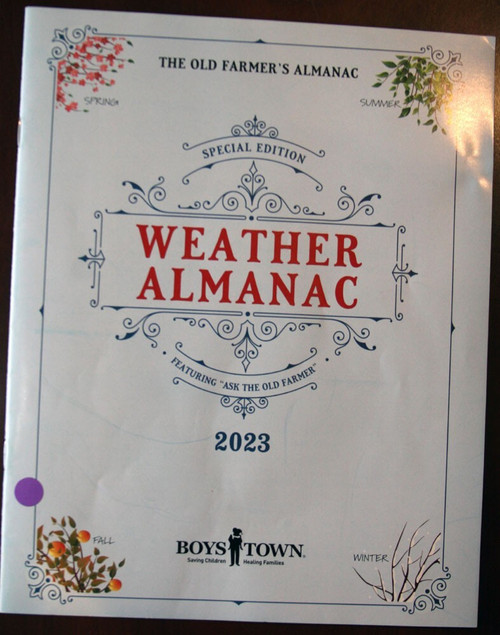 THE OLD FARMER'S ALMANAC
SPRING
SUMMER
SPECIAL EDITION
WEATHER
ALMANAC
• FEATURING "ASK THE OLD FARMER" •
2023
FALL
WINTER
BOYS TOWN®
Saving Children Healing Families